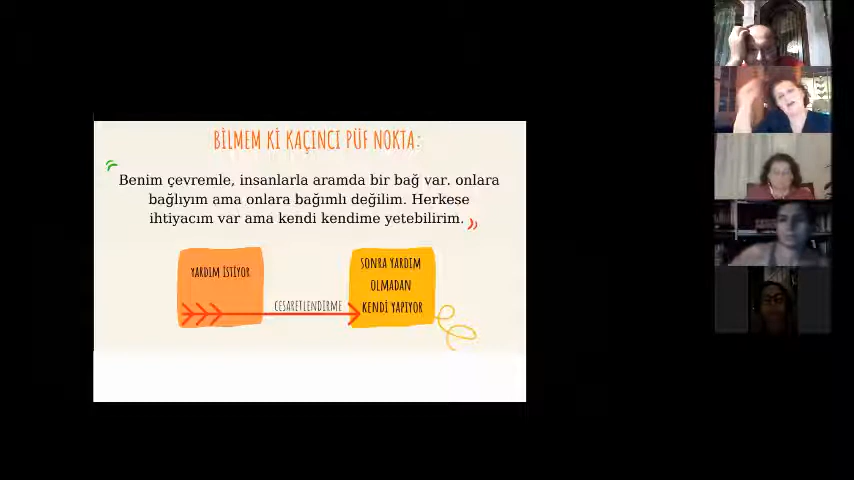 BİLMEM Kİ KAÇINCI PÜF NOKTA:
Benim çevremle, insanlarla aramda bir bağ var. onlara
bağlıyım ama onlara bağımlı değilim. Herkese
ihtiyacım var ama kendi kendime yetebilirim.
YARDIM İSTİYOR
CESARETLENDİRME
SONRA YARDIM
OLMADAN
KENDİ YAPIYOR